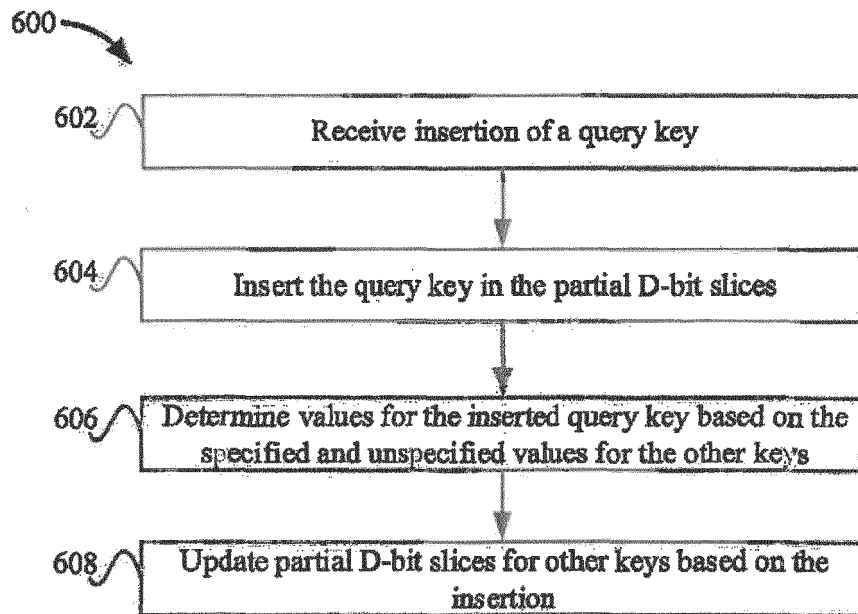 600
602
Receive insertion of a query key
604
Insert the query key in the partial D-bit slices
606
Determine values for the inserted query key based on the
specified and unspecified values for the other keys
608
Update partial D-bit slices for other keys based on the
insertion